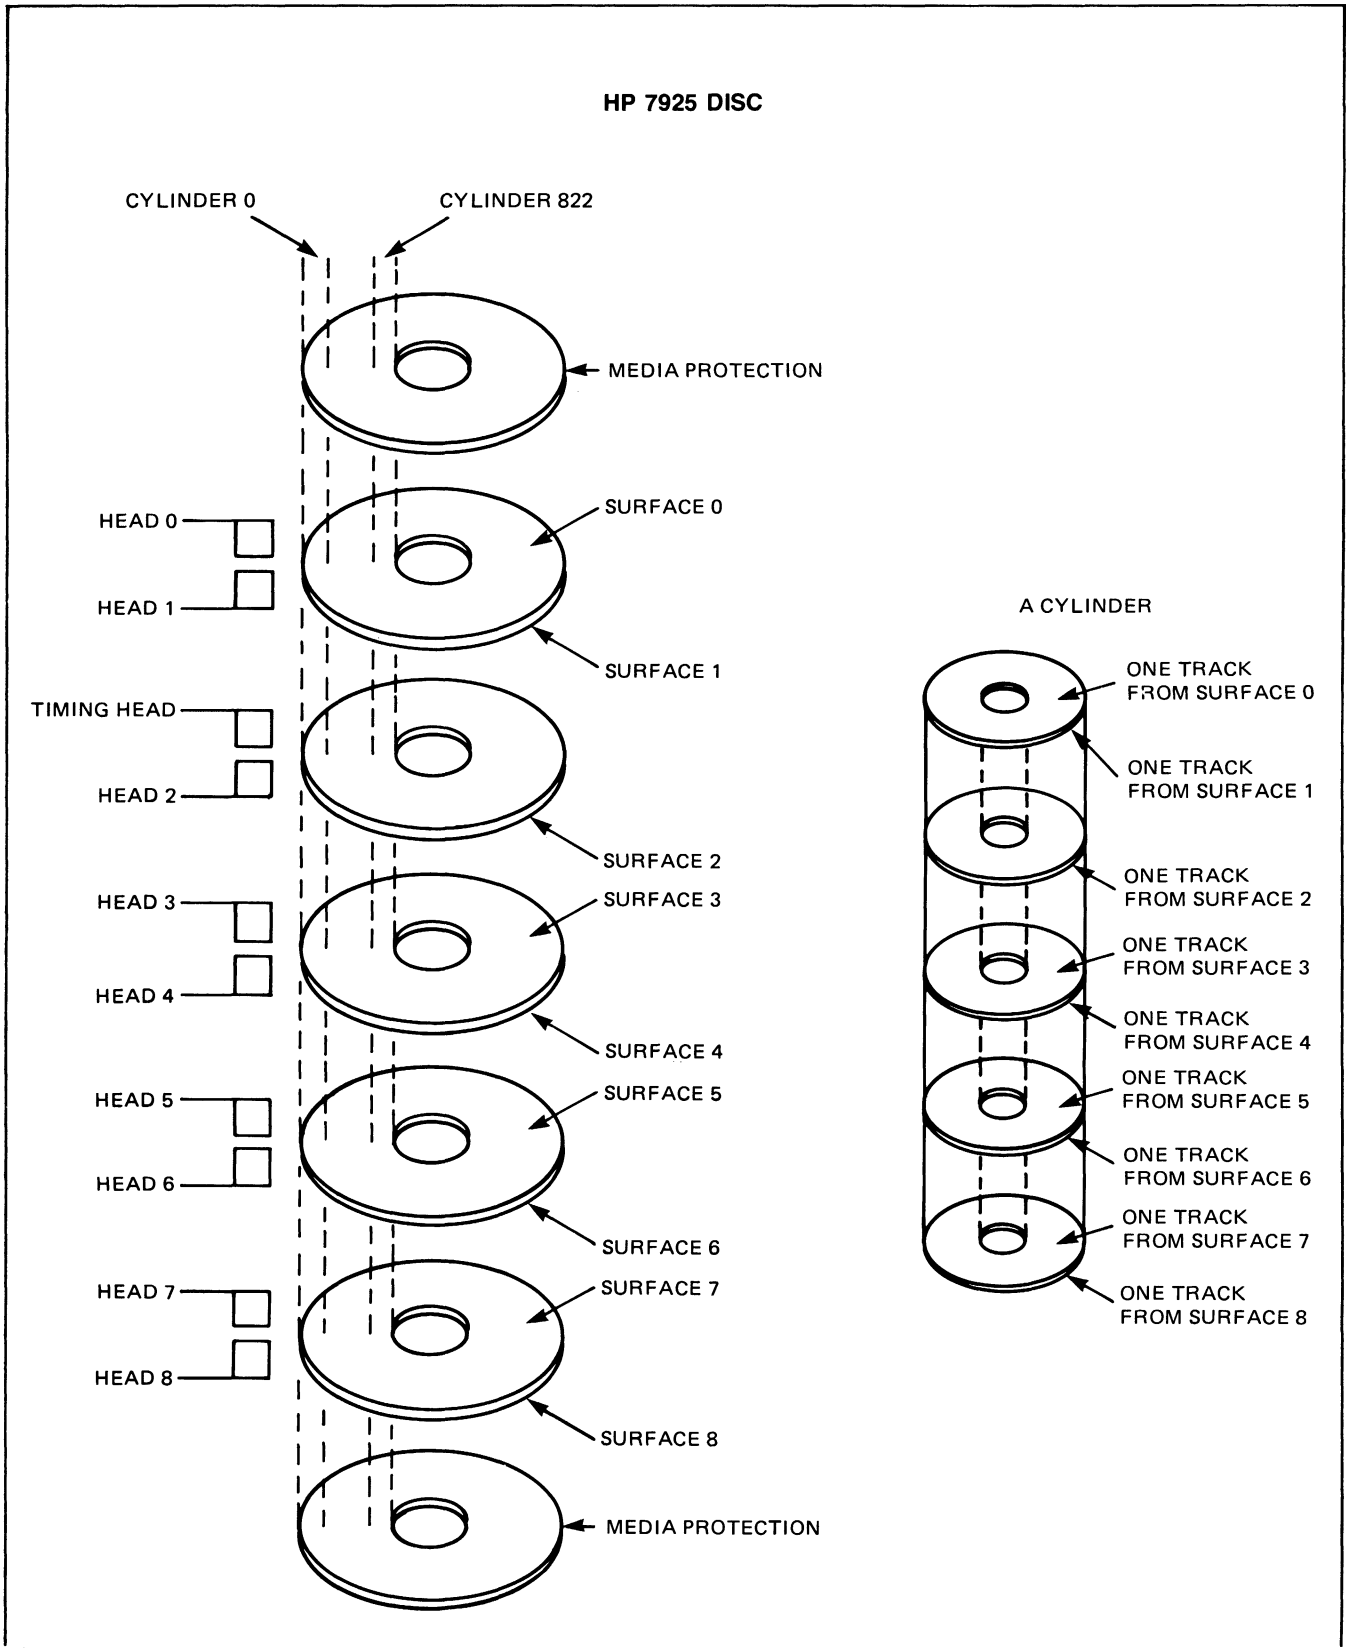 HP 7925 DISC
CYLINDER 0
CYLINDER 822
MEDIA PROTECTION
HEAD 0
SURFACE 0
HEAD 1
SURFACE 1
TIMING HEAD
HEAD 2
SURFACE 2
HEAD 3
SURFACE 3
HEAD 4
SURFACE 4
HEAD 5
SURFACE 5
HEAD 6
SURFACE 6
HEAD 7
SURFACE 7
HEAD 8
SURFACE 8
MEDIA PROTECTION
A CYLINDER
ONE TRACK
FROM SURFACE 0
ONE TRACK
FROM SURFACE 1
ONE TRACK
FROM SURFACE 2
ONE TRACK
FROM SURFACE 3
ONE TRACK
FROM SURFACE 4
ONE TRACK
FROM SURFACE 5
ONE TRACK
FROM SURFACE 6
ONE TRACK
FROM SURFACE 7
ONE TRACK
FROM SURFACE 8